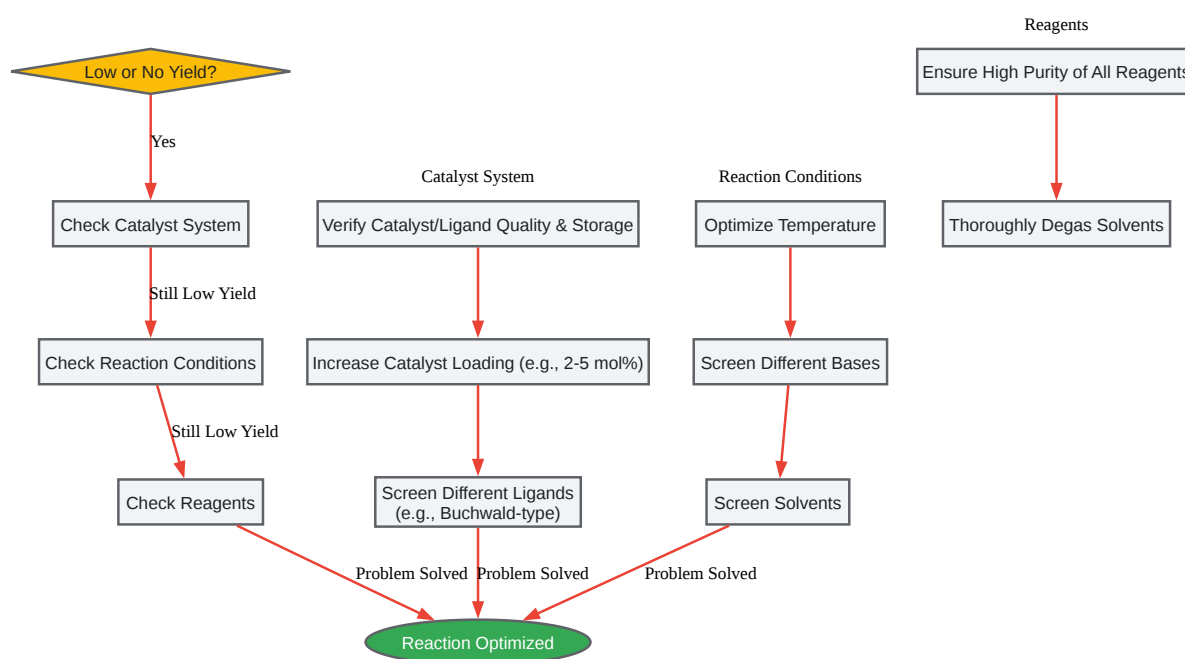 Reagents
Low or No Yield?
Ensure High Purity of All Reagents
Yes
Catalyst System
Reaction Conditions
Check Catalyst System
Verify Catalyst/Ligand Quality & Storage
Optimize Temperature
Thoroughly Degas Solvents
Still Low Yield
Check Reaction Conditions
Increase Catalyst Loading (e.g., 2-5 mol%)
Screen Different Bases
Still Low Yield
Check Reagents
Screen Different Ligands
(e.g., Buchwald-type)
Screen Solvents
Problem Solved
Problem Solved
Problem Solved
Reaction Optimized